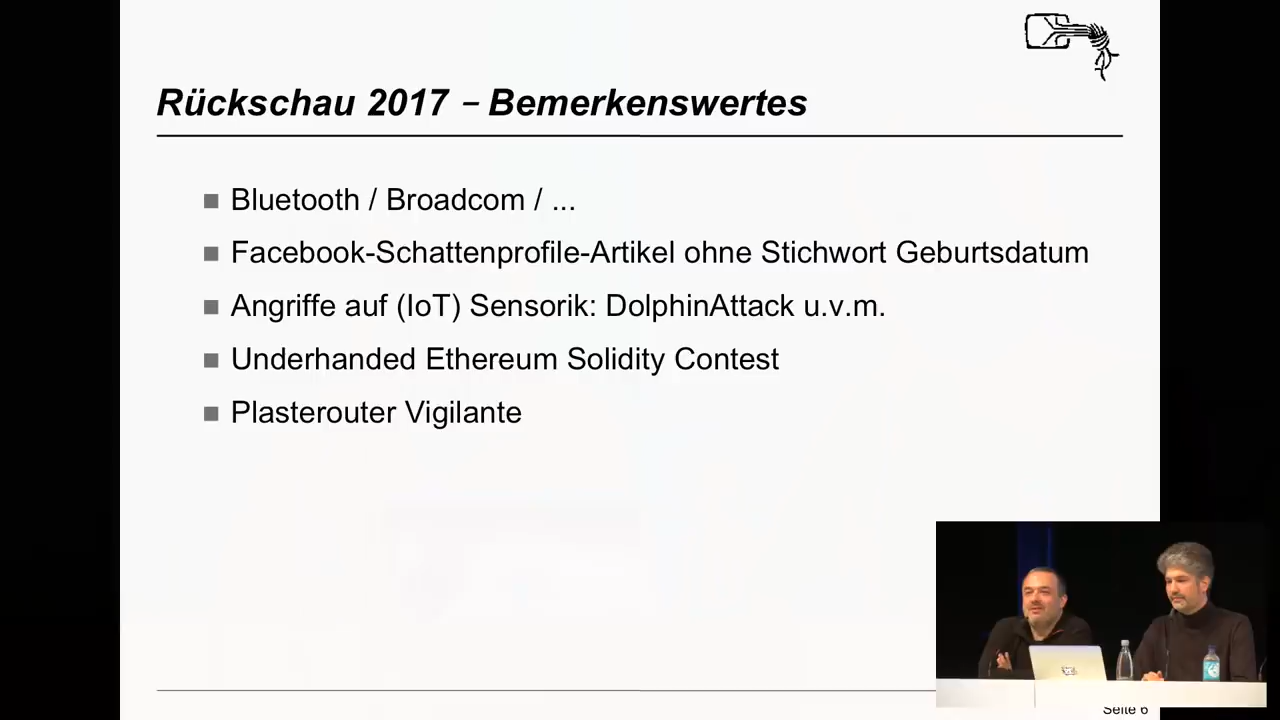 Rückschau 2017 – Bemerkenswertes
Bluetooth / Broadcom / ...
Facebook-Schattenprofile-Artikel ohne Stichwort Geburtsdatum
Angriffe auf (IoT) Sensorik: DolphinAttack u.v.m.
Underhanded Ethereum Solidity Contest
Plasterouter Vigilante
Seite 6